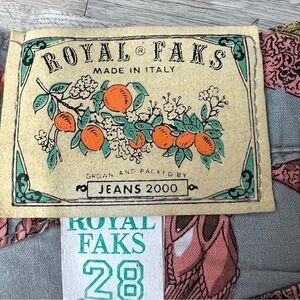 ROYAL ® FAKS
MADE IN ITALY
GROWN AND PACKED BY
JEANS 2000
ROYAL
FAKS
28